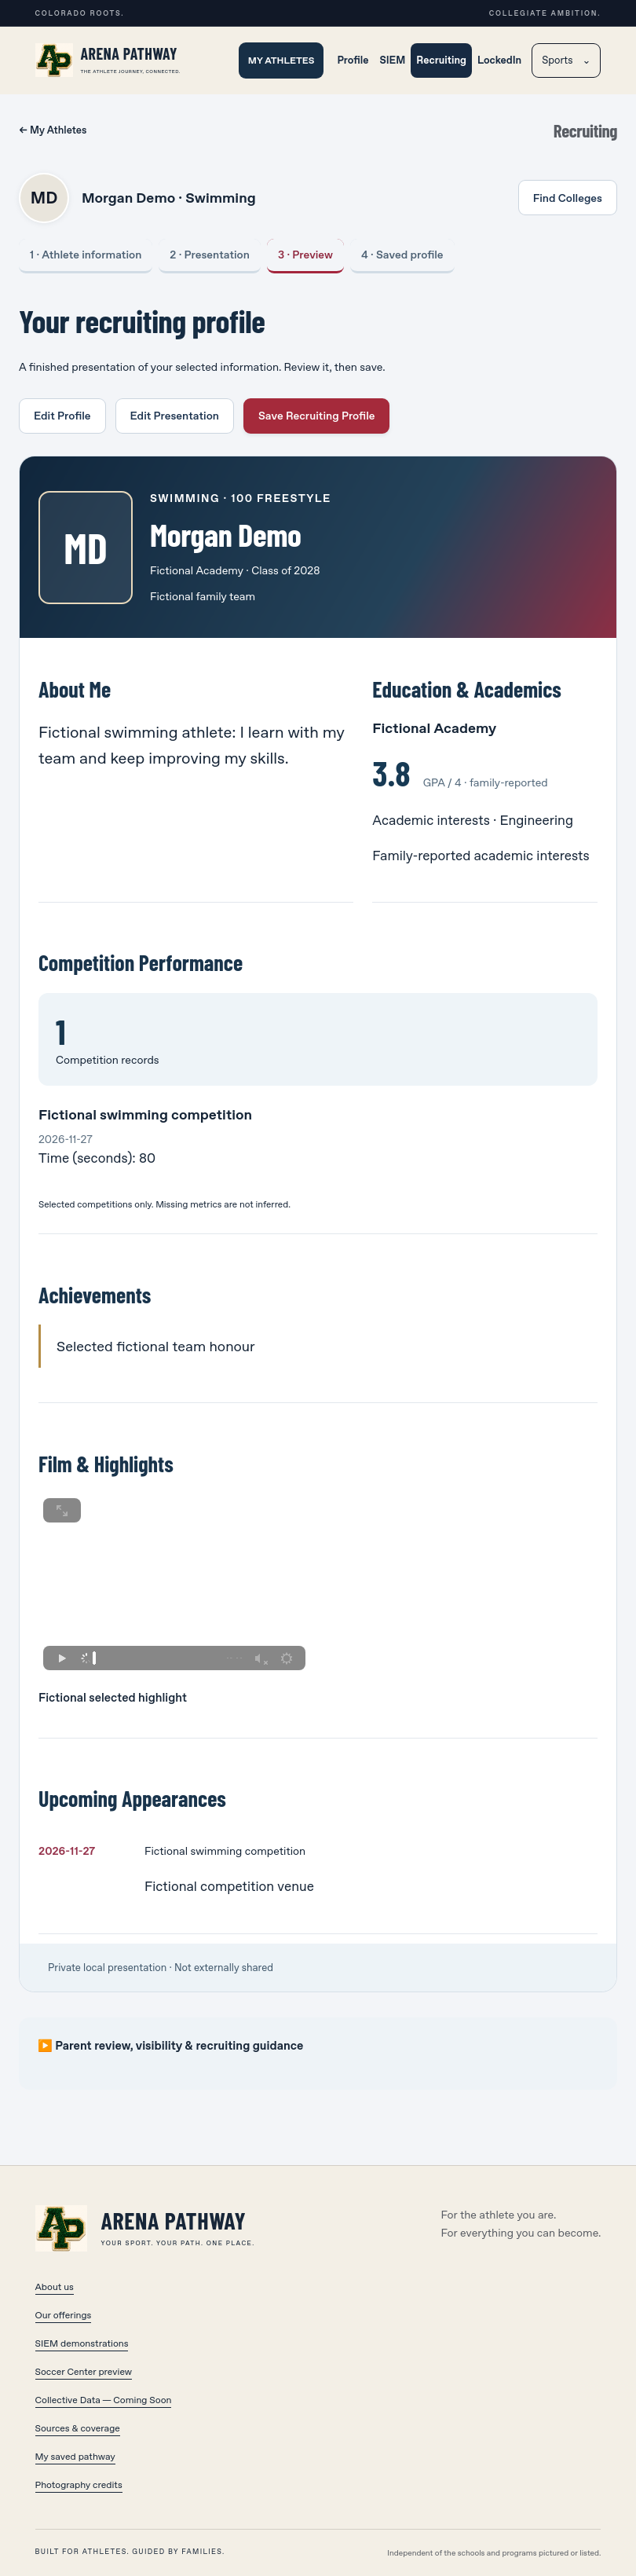 COLORADO ROOTS.
COLLEGIATE AMBITION.
AP
ARENA PATHWAY
THE ATHLETE JOURNEY, CONNECTED.
MY ATHLETES
Profile
SIEM
Recruiting
LockedIn
Sports
← My Athletes
Recruiting
MD
Morgan Demo · Swimming
Find Colleges
1 · Athlete information
2 · Presentation
3 · Preview
4 · Saved profile
Your recruiting profile
A finished presentation of your selected information. Review it, then save.
Edit Profile
Edit Presentation
Save Recruiting Profile
MD
SWIMMING · 100 FREESTYLE
Morgan Demo
Fictional Academy · Class of 2028
Fictional family team
About Me
Fictional swimming athlete: I learn with my
team and keep improving my skills.
Education & Academics
Fictional Academy
3.8 GPA / 4 · family-reported
Academic interests · Engineering
Family-reported academic interests
Competition Performance
1
Competition records
Fictional swimming competition
2026-11-27
Time (seconds): 80
Selected competitions only. Missing metrics are not inferred.
Achievements
Selected fictional team honour
Film & Highlights
Fictional selected highlight
Upcoming Appearances
2026-11-27
Fictional swimming competition
Fictional competition venue
Private local presentation · Not externally shared
Parent review, visibility & recruiting guidance
AP
ARENA PATHWAY
YOUR SPORT. YOUR PATH. ONE PLACE.
For the athlete you are.
For everything you can become.
About us
Our offerings
SIEM demonstrations
Soccer Center preview
Collective Data — Coming Soon
Sources & coverage
My saved pathway
Photography credits
BUILT FOR ATHLETES. GUIDED BY FAMILIES.
Independent of the schools and programs pictured or listed.